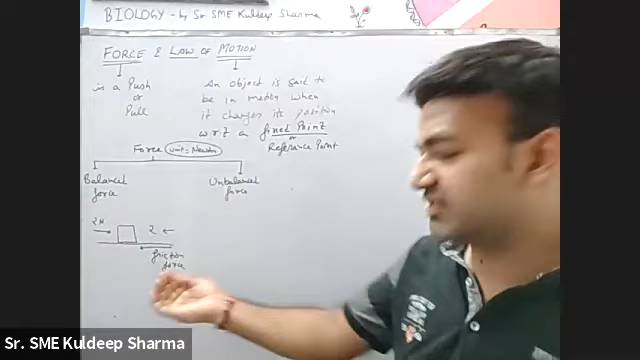 BIOLOGY - by Sr. SME Kuldeep Sharma
FORCE & LAW OF MOTION
is a Push
or
Pull
An object is said to
be in motion when
it changes its position
w.r.t a fixed Point
or
Reference Point
Force unit = Newton
Balanced
force
Unbalanced
force
2N
2
friction
force
Sr. SME Kuldeep Sharma